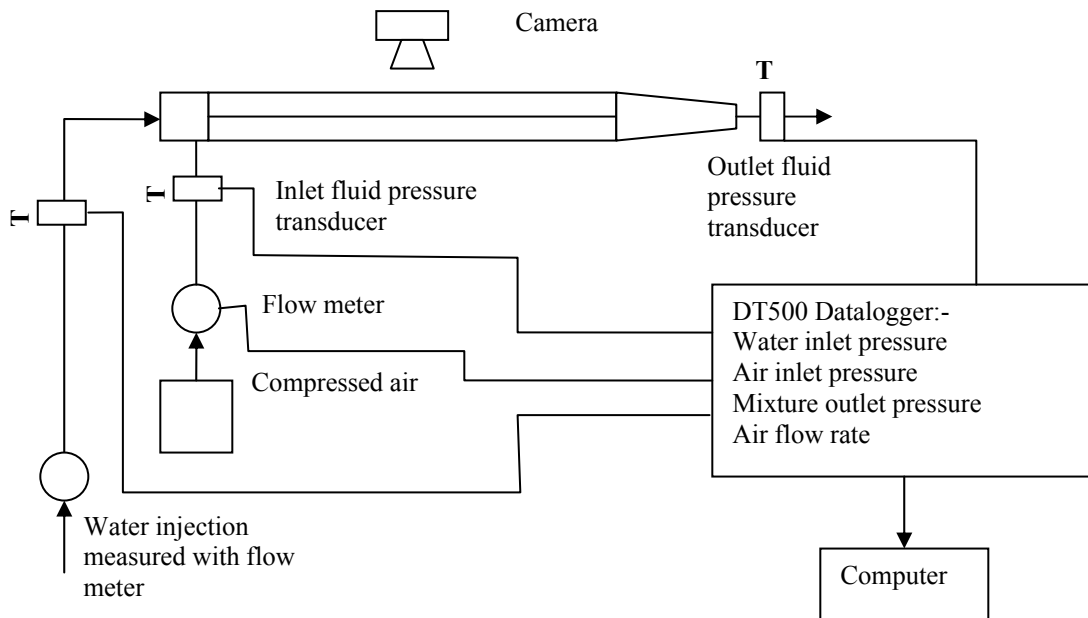 Camera
T
Outlet fluid
pressure
transducer
T
Inlet fluid pressure
transducer
T
Flow meter
Compressed air
DT500 Datalogger:-
Water inlet pressure
Air inlet pressure
Mixture outlet pressure
Air flow rate
Water injection
measured with flow
meter
Computer